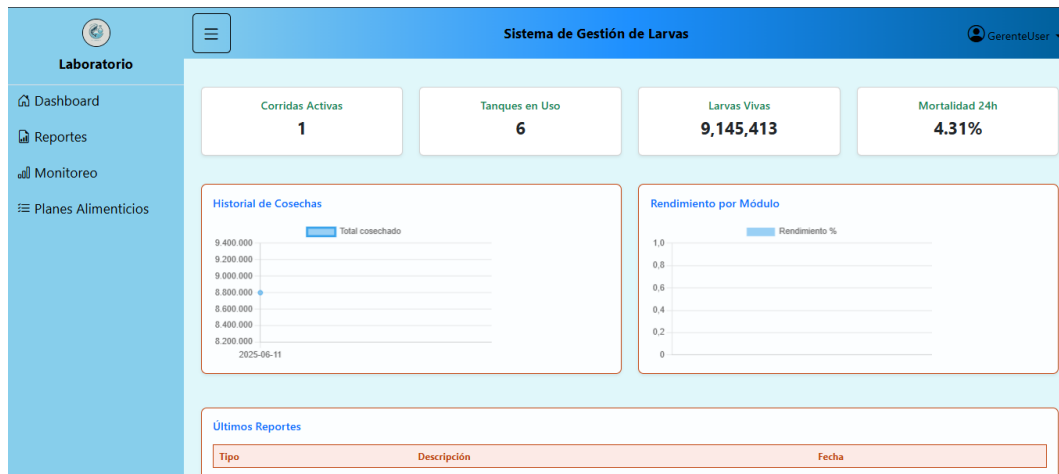 Laboratorio
Dashboard
Reportes
Monitoreo
Planes Alimenticios
Sistema de Gestión de Larvas
GerenteUser
Corridas Activas
1
Tanques en Uso
6
Larvas Vivas
9,145,413
Mortalidad 24h
4.31%
Historial de Cosechas
Total cosechado
9.400.000
9.200.000
9.000.000
8.800.000
8.600.000
8.400.000
8.200.000
2025-06-11
Rendimiento por Módulo
Rendimiento %
1,0
0,8
0,6
0,4
0,2
0
Últimos Reportes
Tipo Descripción Fecha